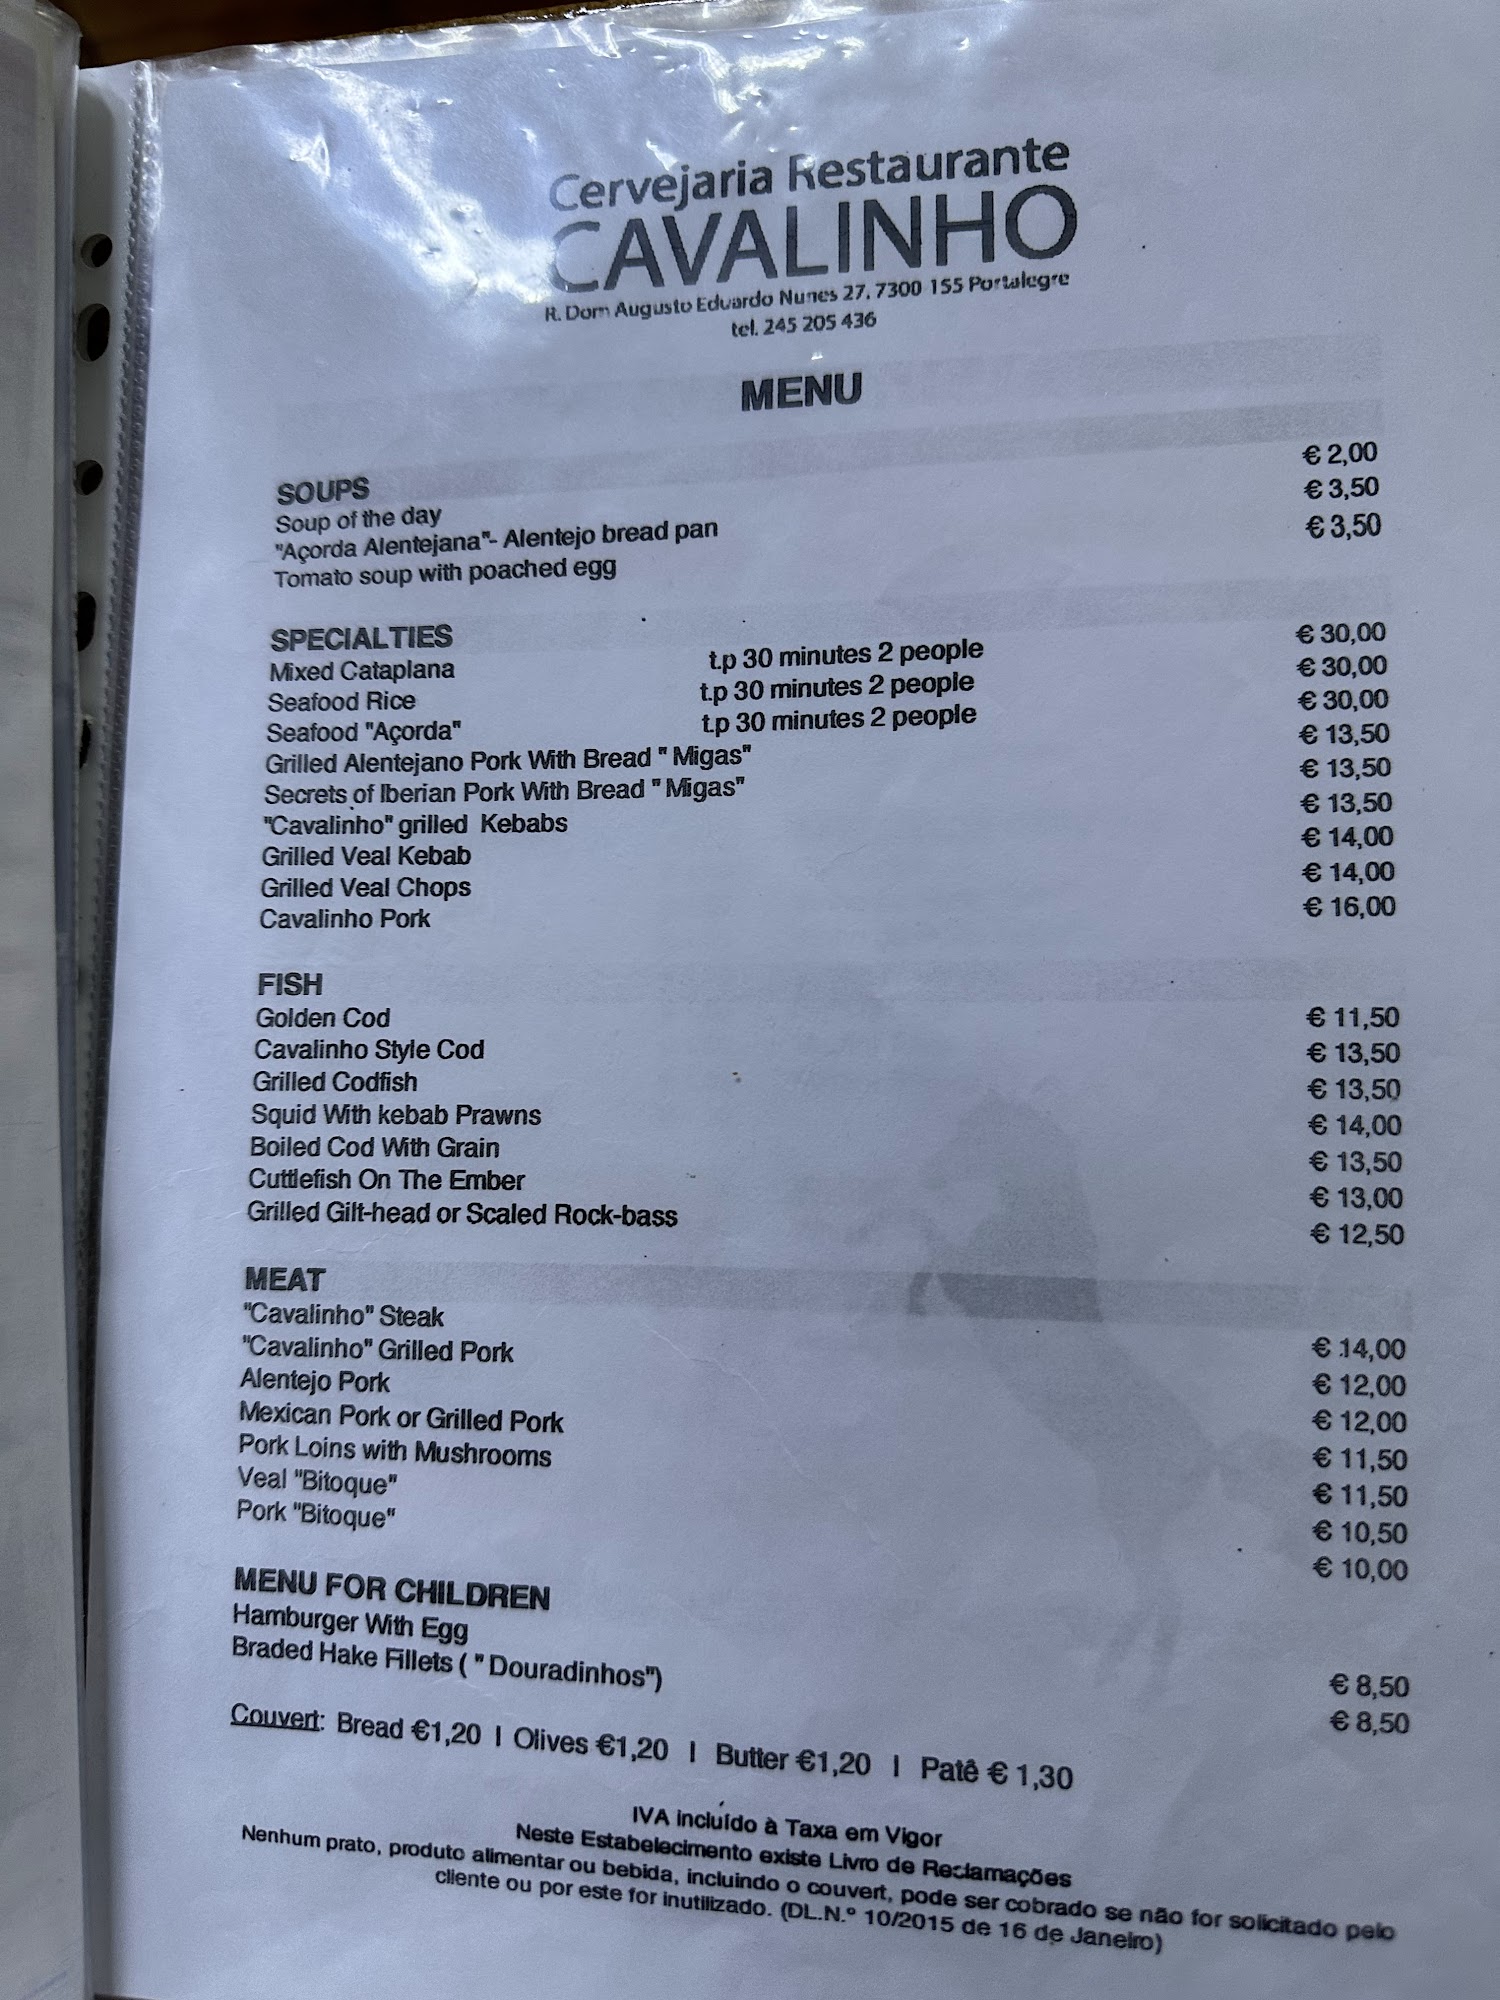 Cervejaria Restaurante
CAVALINHO
R. Dom Augusto Eduardo Nunes 27, 7300 155 Portalegre
tel. 245 205 436
MENU
SOUPS
Soup of the day € 2,00
"Açorda Alentejana"- Alentejo bread pan € 3,50
Tomato soup with poached egg € 3,50
SPECIALTIES
Mixed Cataplana t.p 30 minutes 2 people € 30,00
Seafood Rice t.p 30 minutes 2 people € 30,00
Seafood "Açorda" t.p 30 minutes 2 people € 30,00
Grilled Alentejano Pork With Bread " Migas" € 13,50
Secrets of Iberian Pork With Bread " Migas" € 13,50
"Cavalinho" grilled Kebabs € 13,50
Grilled Veal Kebab € 14,00
Grilled Veal Chops € 14,00
Cavalinho Pork € 16,00
FISH
Golden Cod € 11,50
Cavalinho Style Cod € 13,50
Grilled Codfish € 13,50
Squid With kebab Prawns € 14,00
Boiled Cod With Grain € 13,50
Cuttlefish On The Ember € 13,00
Grilled Gilt-head or Scaled Rock-bass € 12,50
MEAT
"Cavalinho" Steak € 14,00
"Cavalinho" Grilled Pork € 12,00
Alentejo Pork € 12,00
Mexican Pork or Grilled Pork € 11,50
Pork Loins with Mushrooms € 11,50
Veal "Bitoque" € 10,50
Pork "Bitoque" € 10,00
MENU FOR CHILDREN
Hamburger With Egg € 8,50
Braded Hake Fillets ( " Douradinhos") € 8,50
Couvert: Bread €1,20 I Olives €1,20 I Butter €1,20 I Patê € 1,30
IVA incluído à Taxa em Vigor
Neste Estabelecimento existe Livro de Reclamações
Nenhum prato, produto alimentar ou bebida, incluindo o couvert, pode ser cobrado se não for solicitado pelo
cliente ou por este for inutilizado. (DL.N.º 10/2015 de 16 de Janeiro)